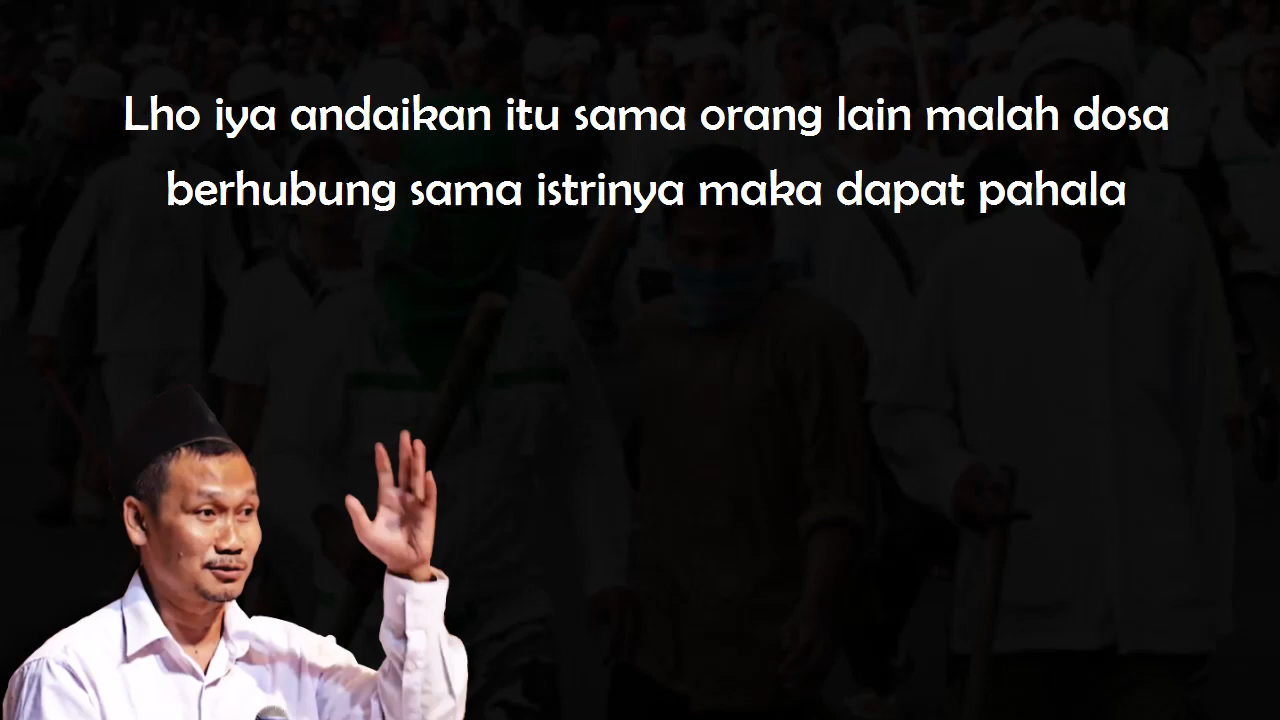 Lho iya andaikan itu sama orang lain malah dosa
berhubung sama istrinya maka dapat pahala